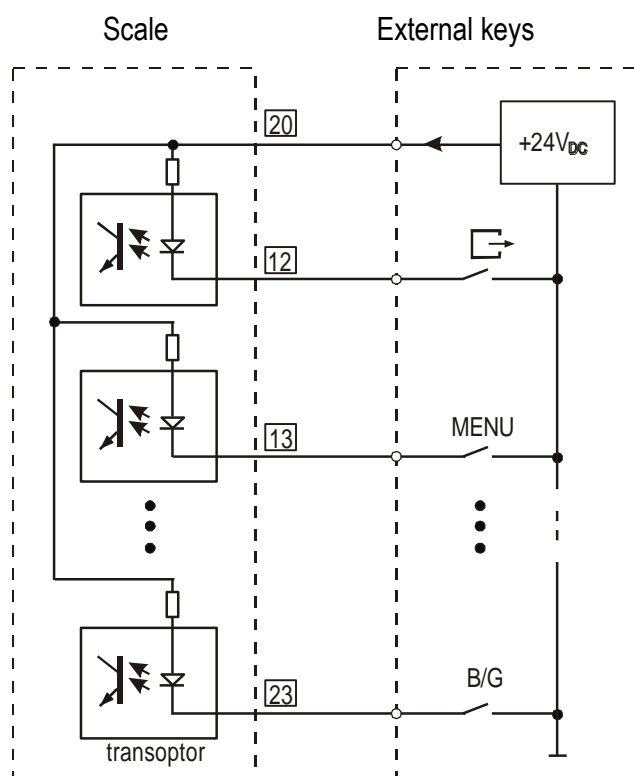 Scale
External keys
20
+24VDC
12
13
MENU
B/G
23
transoptor